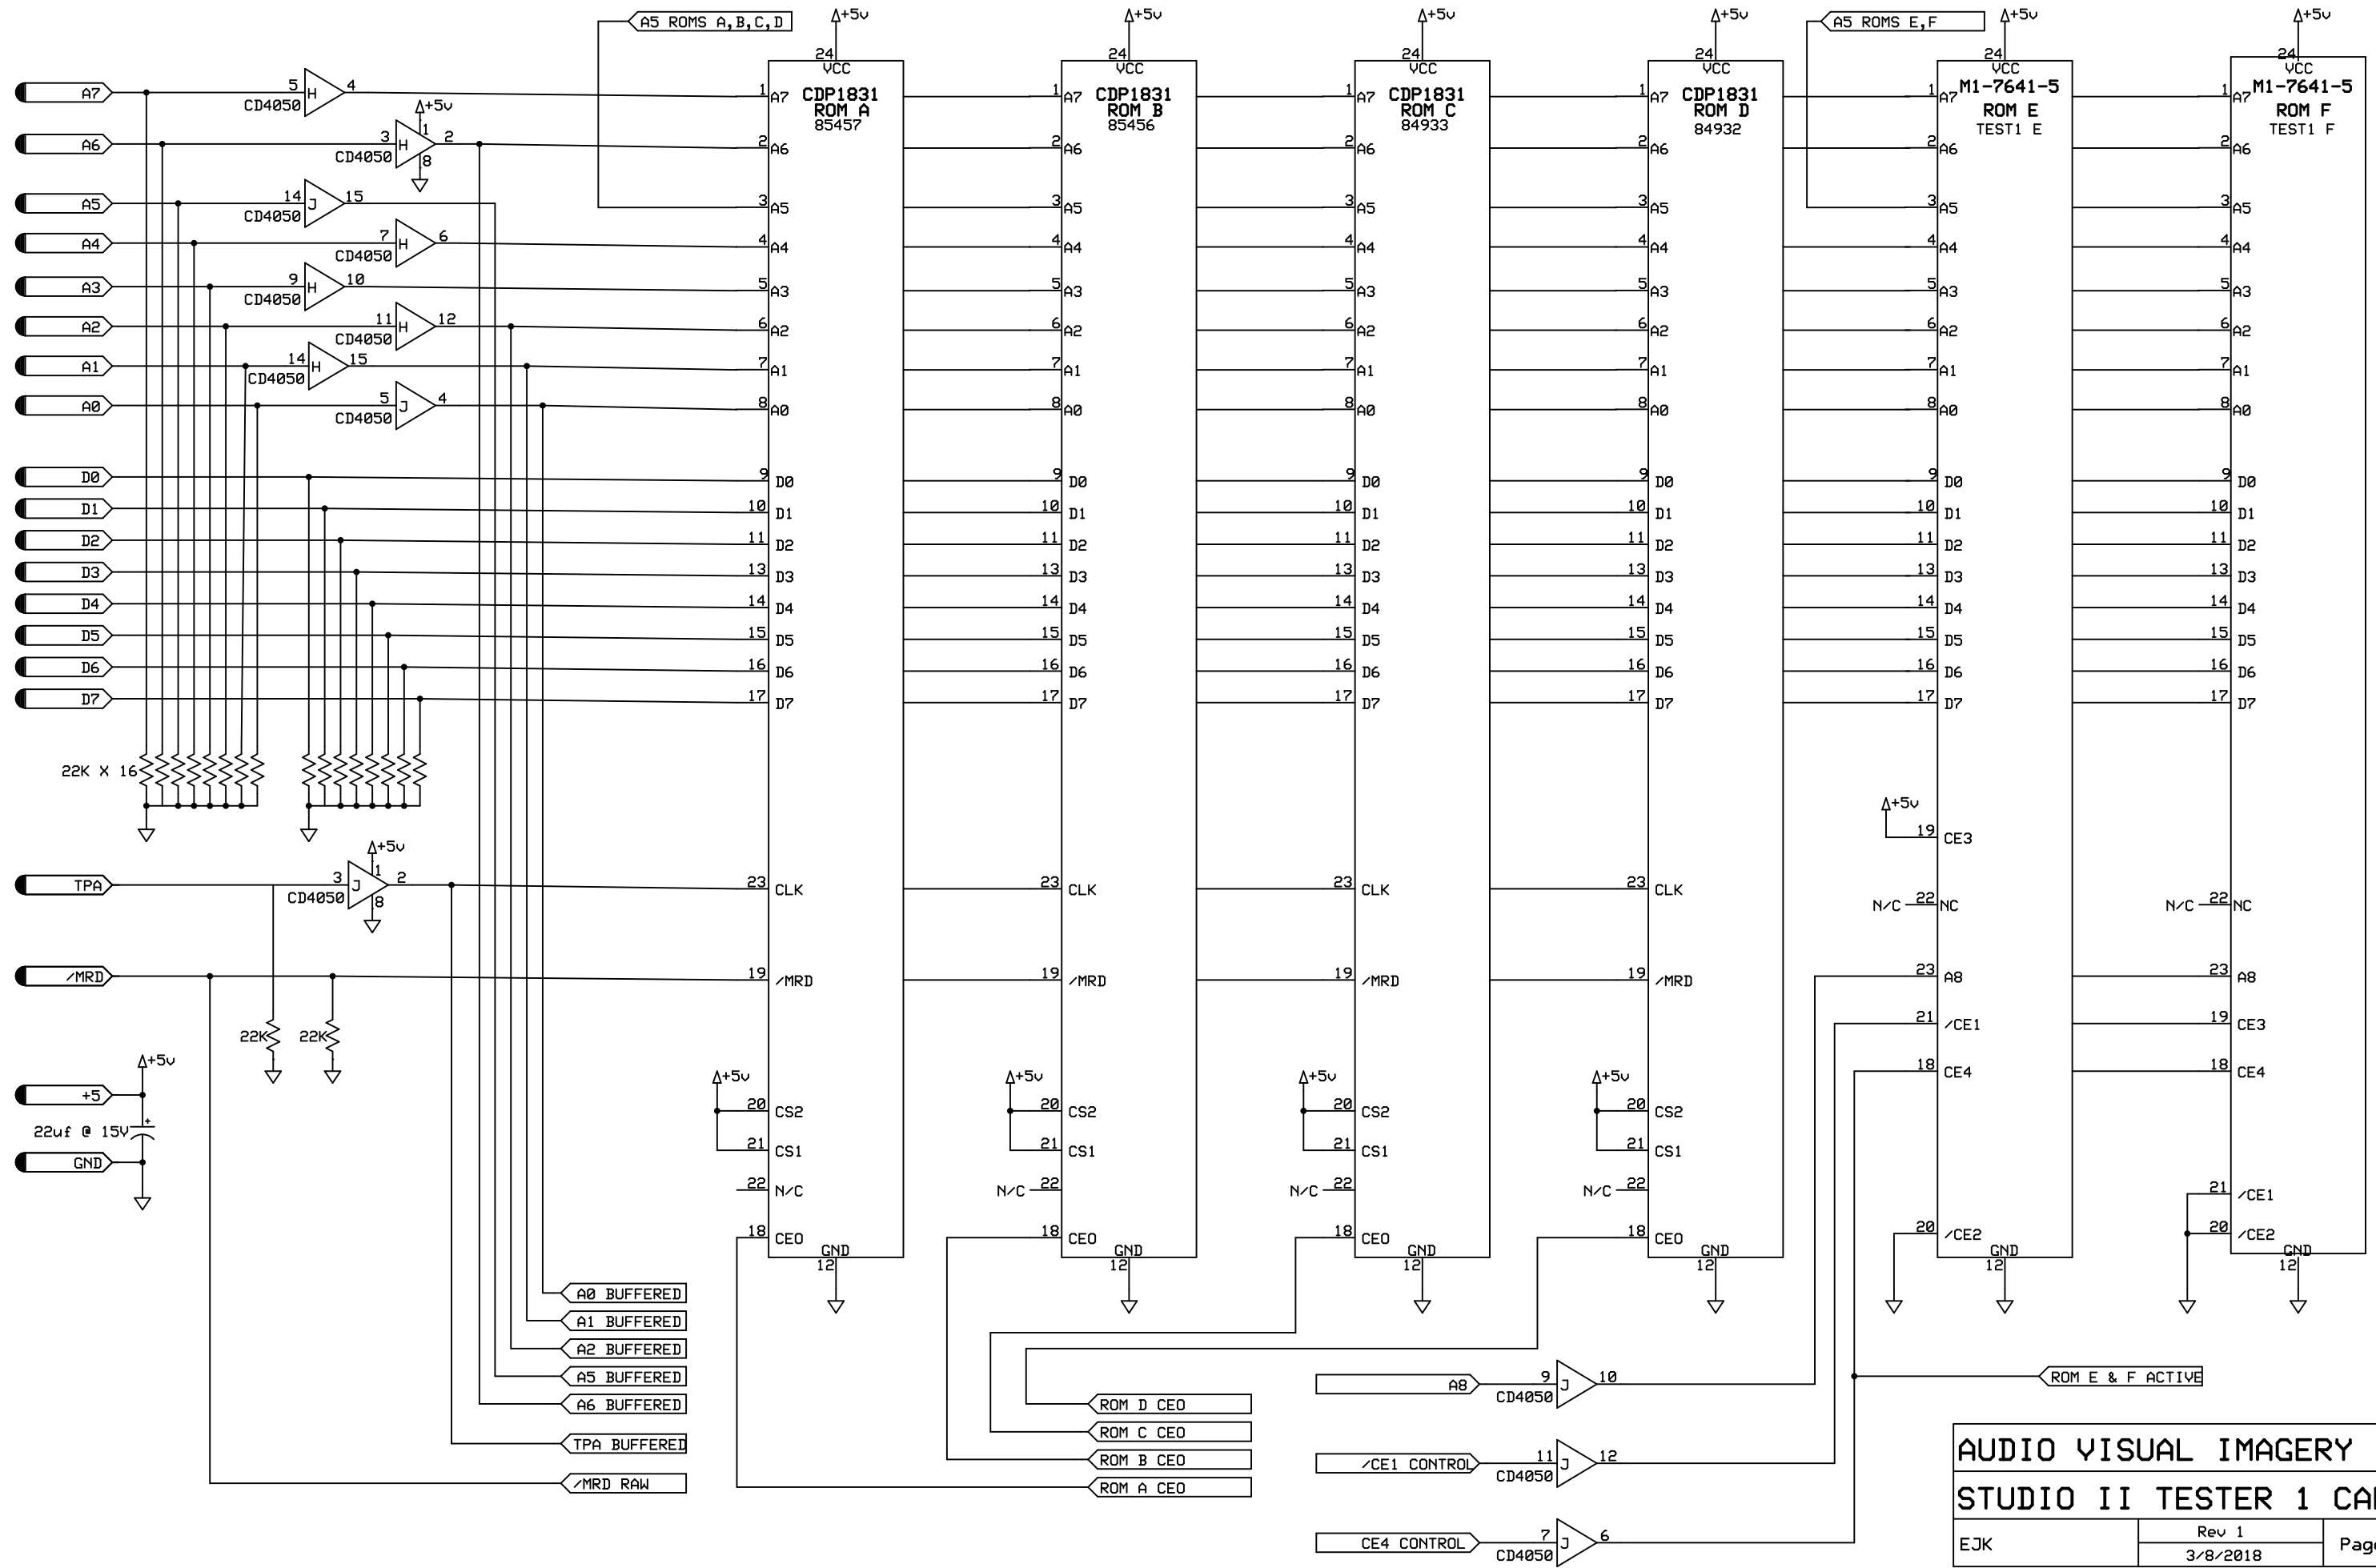 A5 ROMS A,B,C,D
A5 ROMS E,F
+5v
+5v
+5v
+5v
+5v
+5v
24 VCC
24 VCC
24 VCC
24 VCC
24 VCC
24 VCC
CDP1831
ROM A
85457
CDP1831
ROM B
85456
CDP1831
ROM C
84933
CDP1831
ROM D
84932
M1-7641-5
ROM E
TEST1 E
M1-7641-5
ROM F
TEST1 F
A7 5 H 4 CD4050 1 A7 1 A7 1 A7 1 A7 1 A7 1 A7
+5v
A6 3 H 1 2 8 CD4050 2 A6 2 A6 2 A6 2 A6 2 A6 2 A6
A5 14 J 15 CD4050 3 A5 3 A5 3 A5 3 A5 3 A5 3 A5
A4 7 H 6 CD4050 4 A4 4 A4 4 A4 4 A4 4 A4 4 A4
A3 9 H 10 CD4050 5 A3 5 A3 5 A3 5 A3 5 A3 5 A3
A2 11 H 12 CD4050 6 A2 6 A2 6 A2 6 A2 6 A2 6 A2
A1 14 H 15 CD4050 7 A1 7 A1 7 A1 7 A1 7 A1 7 A1
A0 5 J 4 CD4050 8 A0 8 A0 8 A0 8 A0 8 A0 8 A0
D0 9 D0 9 D0 9 D0 9 D0 9 D0 9 D0
D1 10 D1 10 D1 10 D1 10 D1 10 D1 10 D1
D2 11 D2 11 D2 11 D2 11 D2 11 D2 11 D2
D3 13 D3 13 D3 13 D3 13 D3 13 D3 13 D3
D4 14 D4 14 D4 14 D4 14 D4 14 D4 14 D4
D5 15 D5 15 D5 15 D5 15 D5 15 D5 15 D5
D6 16 D6 16 D6 16 D6 16 D6 16 D6 16 D6
D7 17 D7 17 D7 17 D7 17 D7 17 D7 17 D7
22K X 16
+5v
19 CE3
+5v
TPA 3 J 1 2 8 CD4050 23 CLK 23 CLK 23 CLK 23 CLK
N/C 22 NC N/C 22 NC
/MRD 19 /MRD 19 /MRD 19 /MRD 19 /MRD 23 A8 23 A8
22K 22K
21 /CE1 19 CE3
18 CE4 18 CE4
+5v
+5
22uf @ 15V +
GND
+5v +5v +5v +5v
20 CS2 20 CS2 20 CS2 20 CS2
21 CS1 21 CS1 21 CS1 21 CS1
22 N/C N/C 22 N/C 22 N/C 22
21 /CE1
20 /CE2 20 /CE2
18 CEO 18 CEO 18 CEO 18 CEO
GND 12 GND 12 GND 12 GND 12 GND 12 GND 12
A0 BUFFERED
A1 BUFFERED
A2 BUFFERED
A5 BUFFERED
A6 BUFFERED
TPA BUFFERED
/MRD RAW
ROM D CEO
ROM C CEO
ROM B CEO
ROM A CEO
A8 9 J 10 CD4050
/CE1 CONTROL 11 J 12 CD4050
CE4 CONTROL 7 J 6 CD4050
ROM E & F ACTIVE
AUDIO VISUAL IMAGERY
STUDIO II TESTER 1 CA
EJK
Rev 1
3/8/2018
Pag